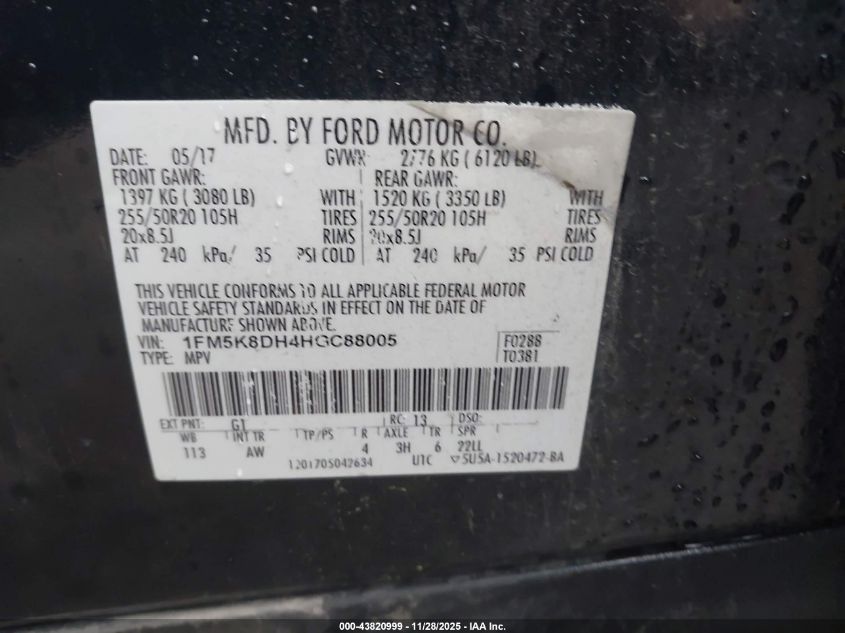 MFD. BY FORD MOTOR CO.
DATE: 05/17 GVWR: 2776 KG ( 6120 LB)
FRONT GAWR: REAR GAWR:
1397 KG ( 3080 LB) WITH 1520 KG ( 3350 LB) WITH
255/50R20 105H TIRES 255/50R20 105H TIRES
20x8.5J RIMS 20x8.5J RIMS
AT 240 kPa/ 35 PSI COLD AT 240 kPa/ 35 PSI COLD
THIS VEHICLE CONFORMS TO ALL APPLICABLE FEDERAL MOTOR
VEHICLE SAFETY STANDARDS IN EFFECT ON THE DATE OF
MANUFACTURE SHOWN ABOVE.
VIN: 1FM5K8DH4HGC88005 F0288
TYPE: MPV T0381
EXT PNT: G1 RC: 13 DSO:
WB INT TR TP/PS R AXLE TR SPR
113 AW 4 3H 6 22LL
1201705042634 UTC ▽5U5A-1520472-BA
000-43820999 | 11/28/2025 - IAA Inc.